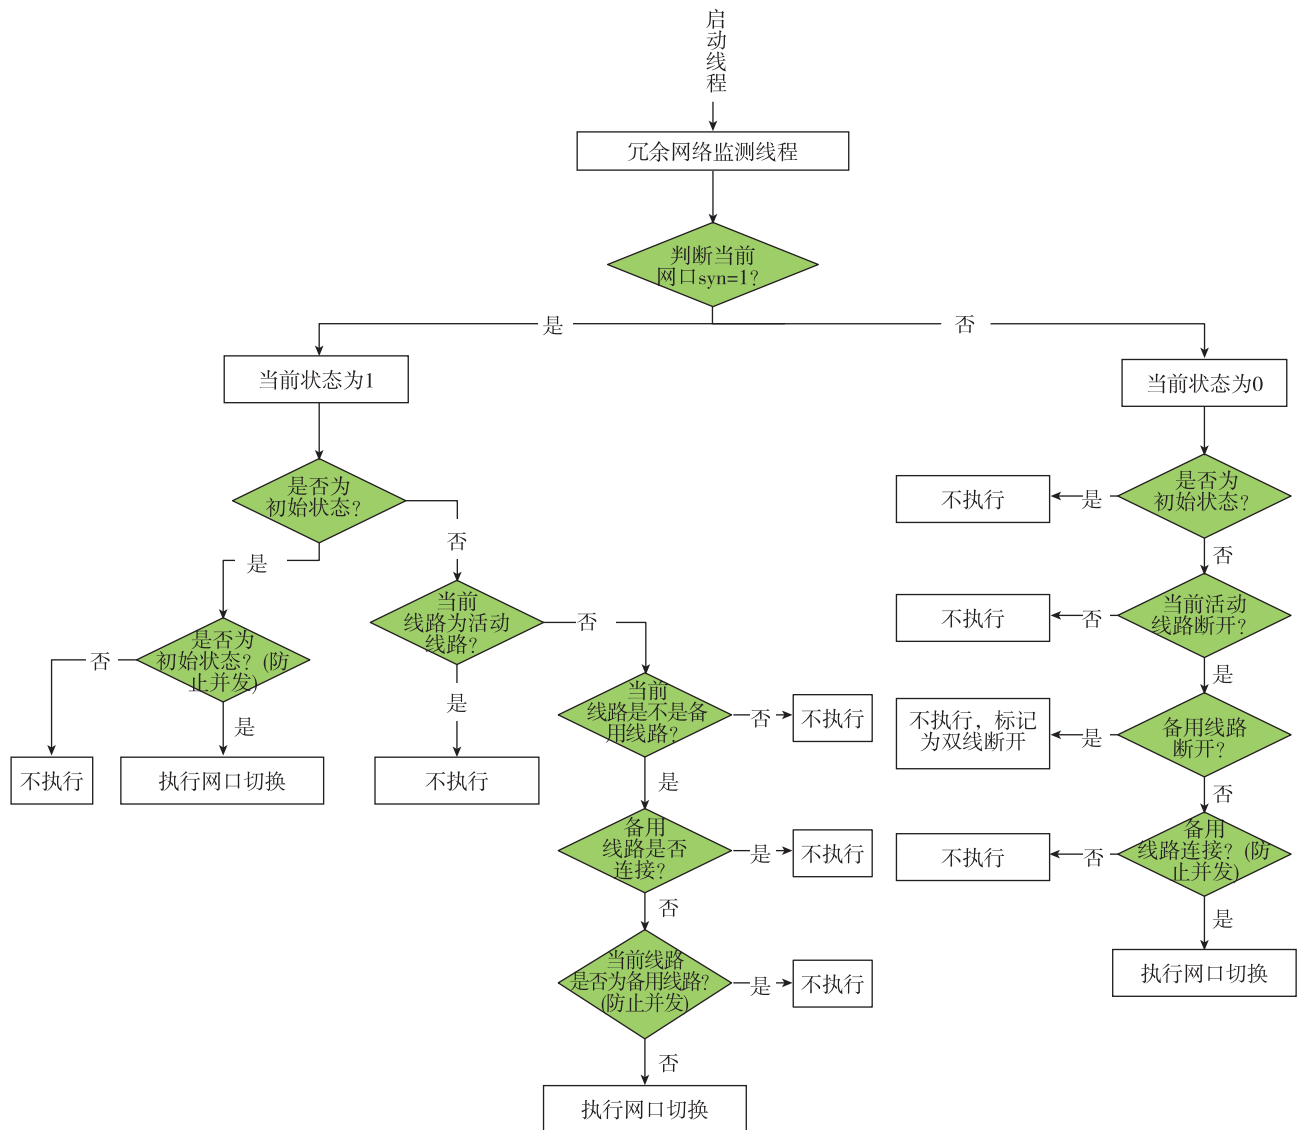 启动线程
冗余网络监测线程
判断当前
网口syn=1?
是
否
当前状态为1
当前状态为0
是否为
初始状态?
是
否
是否为
初始状态? (防
止并发)
否
不执行
是
执行网口切换
当前
线路为活动
线路?
是
不执行
否
当前
线路是不是备
用线路?
否
不执行
是
备用
线路是否
连接?
是
不执行
否
当前线路
是否为备用线路?
(防止并发)
是
不执行
否
执行网口切换
是否为
初始状态?
是
不执行
否
当前活动
线路断开?
否
不执行
是
备用线路
断开?
是
不执行, 标记
为双线断开
否
备用
线路连接? (防
止并发)
否
不执行
是
执行网口切换